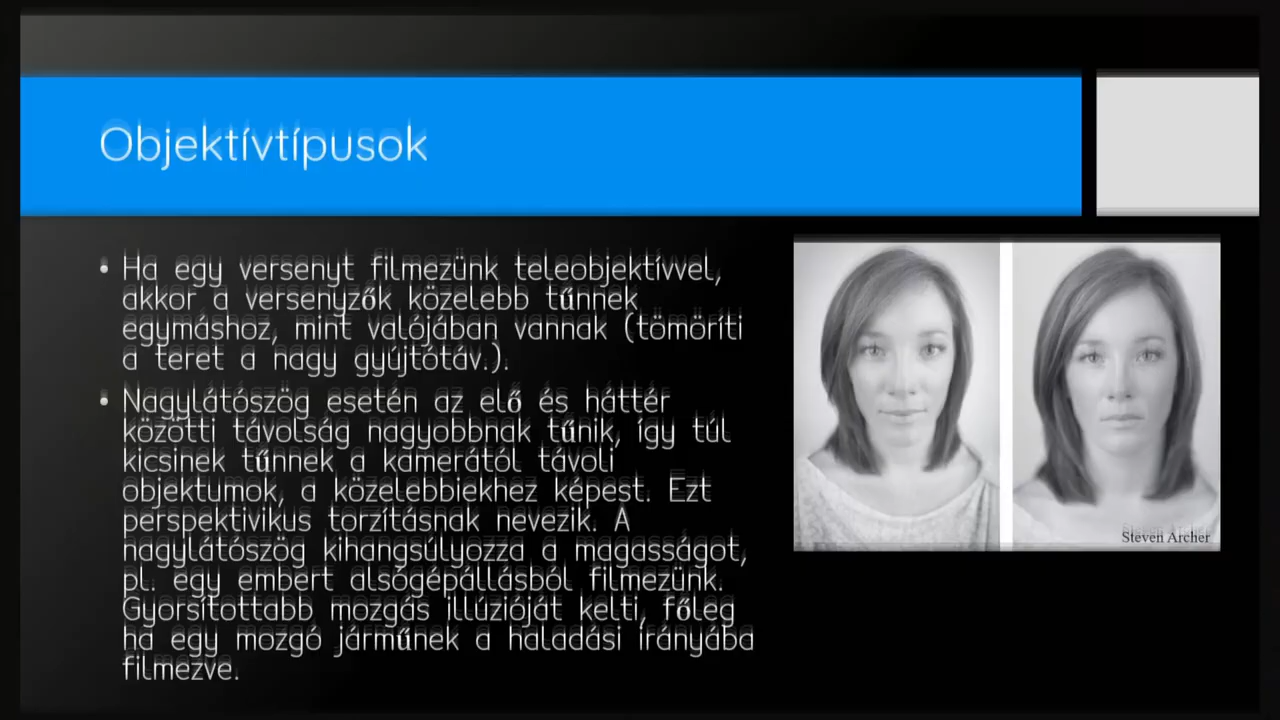 Objektívtípusok
• Ha egy versenyt filmezünk teleobjektívvel,
akkor a versenyzők közelebb tűnnek
egymáshoz, mint valójában vannak (tömöríti
a teret a nagy gyújtótáv.).
• Nagylátószög esetén az elő és háttér
közötti távolság nagyobbnak tűnik, így túl
kicsinek tűnnek a kamerától távoli
objektumok, a közelebbiekhez képest. Ezt
perspektivikus torzításnak nevezik. A
nagylátószög kihangsúlyozza a magasságot,
pl. egy embert alsógépállásból filmezünk.
Gyorsítottabb mozgás illúzióját kelti, főleg
ha egy mozgó járműnek a haladási irányába
filmezve.
Steven Archer